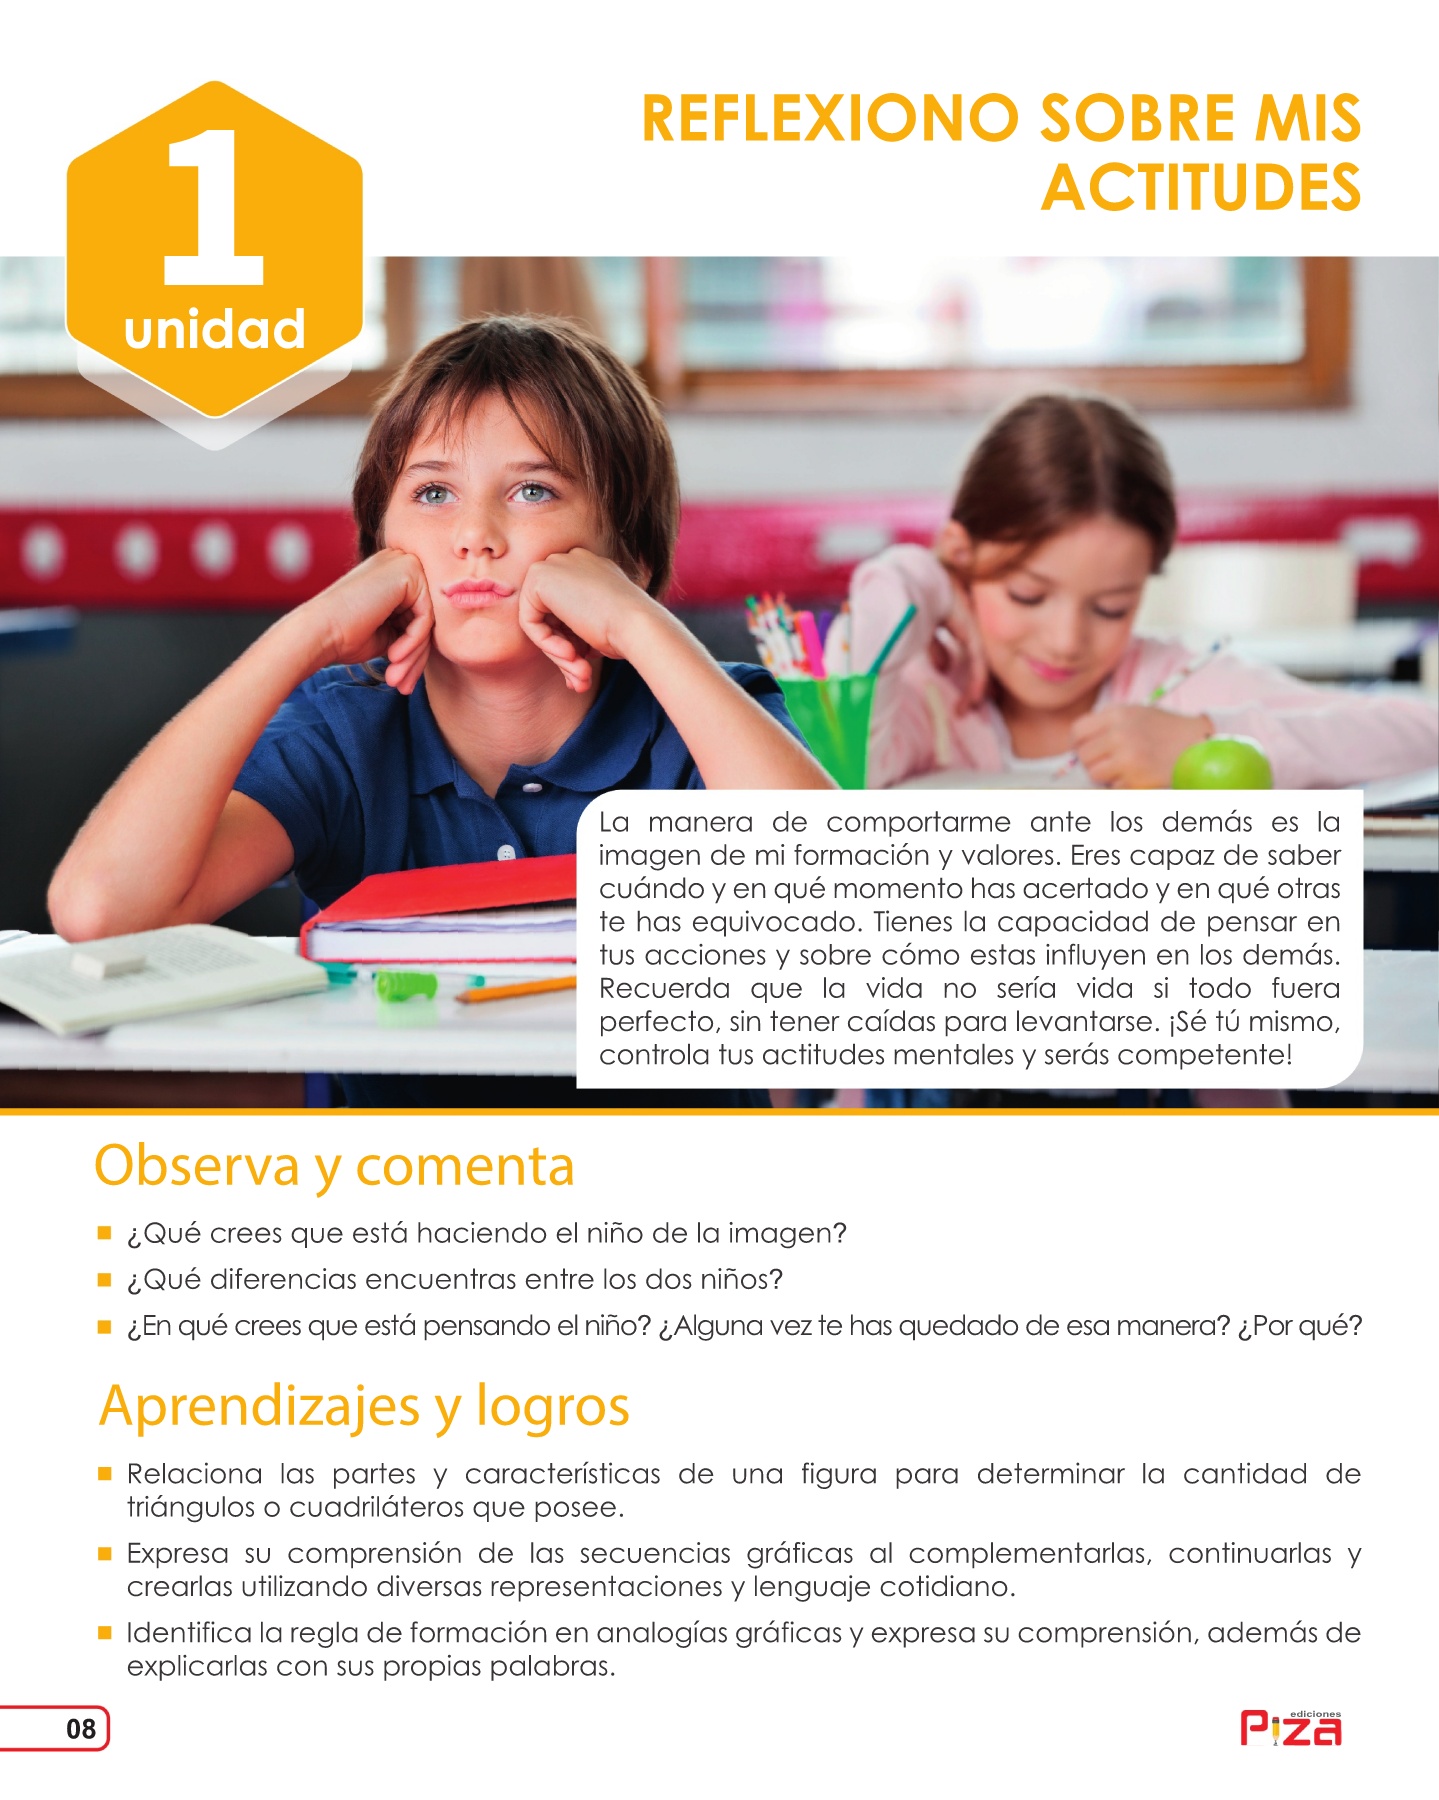 1
unidad
REFLEXIONO SOBRE MIS
ACTITUDES
La manera de comportarme ante los demás es la
imagen de mi formación y valores. Eres capaz de saber
cuándo y en qué momento has acertado y en qué otras
te has equivocado. Tienes la capacidad de pensar en
tus acciones y sobre cómo estas influyen en los demás.
Recuerda que la vida no sería vida si todo fuera
perfecto, sin tener caídas para levantarse. ¡Sé tú mismo,
controla tus actitudes mentales y serás competente!
Observa y comenta
¿Qué crees que está haciendo el niño de la imagen?
¿Qué diferencias encuentras entre los dos niños?
¿En qué crees que está pensando el niño? ¿Alguna vez te has quedado de esa manera? ¿Por qué?
Aprendizajes y logros
Relaciona las partes y características de una figura para determinar la cantidad de
triángulos o cuadriláteros que posee.
Expresa su comprensión de las secuencias gráficas al complementarlas, continuarlas y
crearlas utilizando diversas representaciones y lenguaje cotidiano.
Identifica la regla de formación en analogías gráficas y expresa su comprensión, además de
explicarlas con sus propias palabras.
08
ediciones
Piza